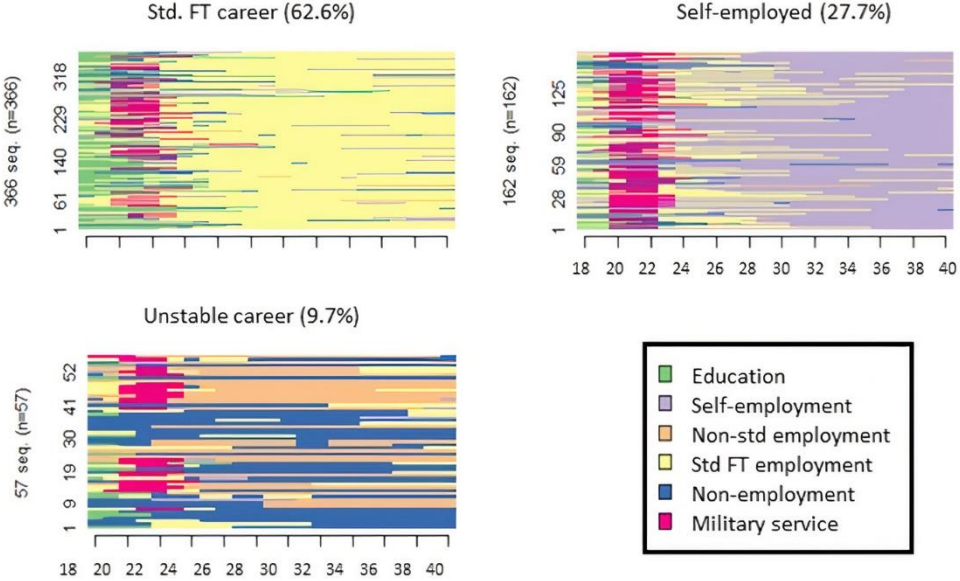 Std. FT career (62.6%)
366 seq. (n=366)
1 61 140 229 318
Self-employed (27.7%)
162 seq. (n=162)
1 28 59 90 125
18 20 22 24 26 28 30 32 34 36 38 40
Unstable career (9.7%)
57 seq. (n=57)
1 9 19 30 41 52
18 20 22 24 26 28 30 32 34 36 38 40
Education
Self-employment
Non-std employment
Std FT employment
Non-employment
Military service